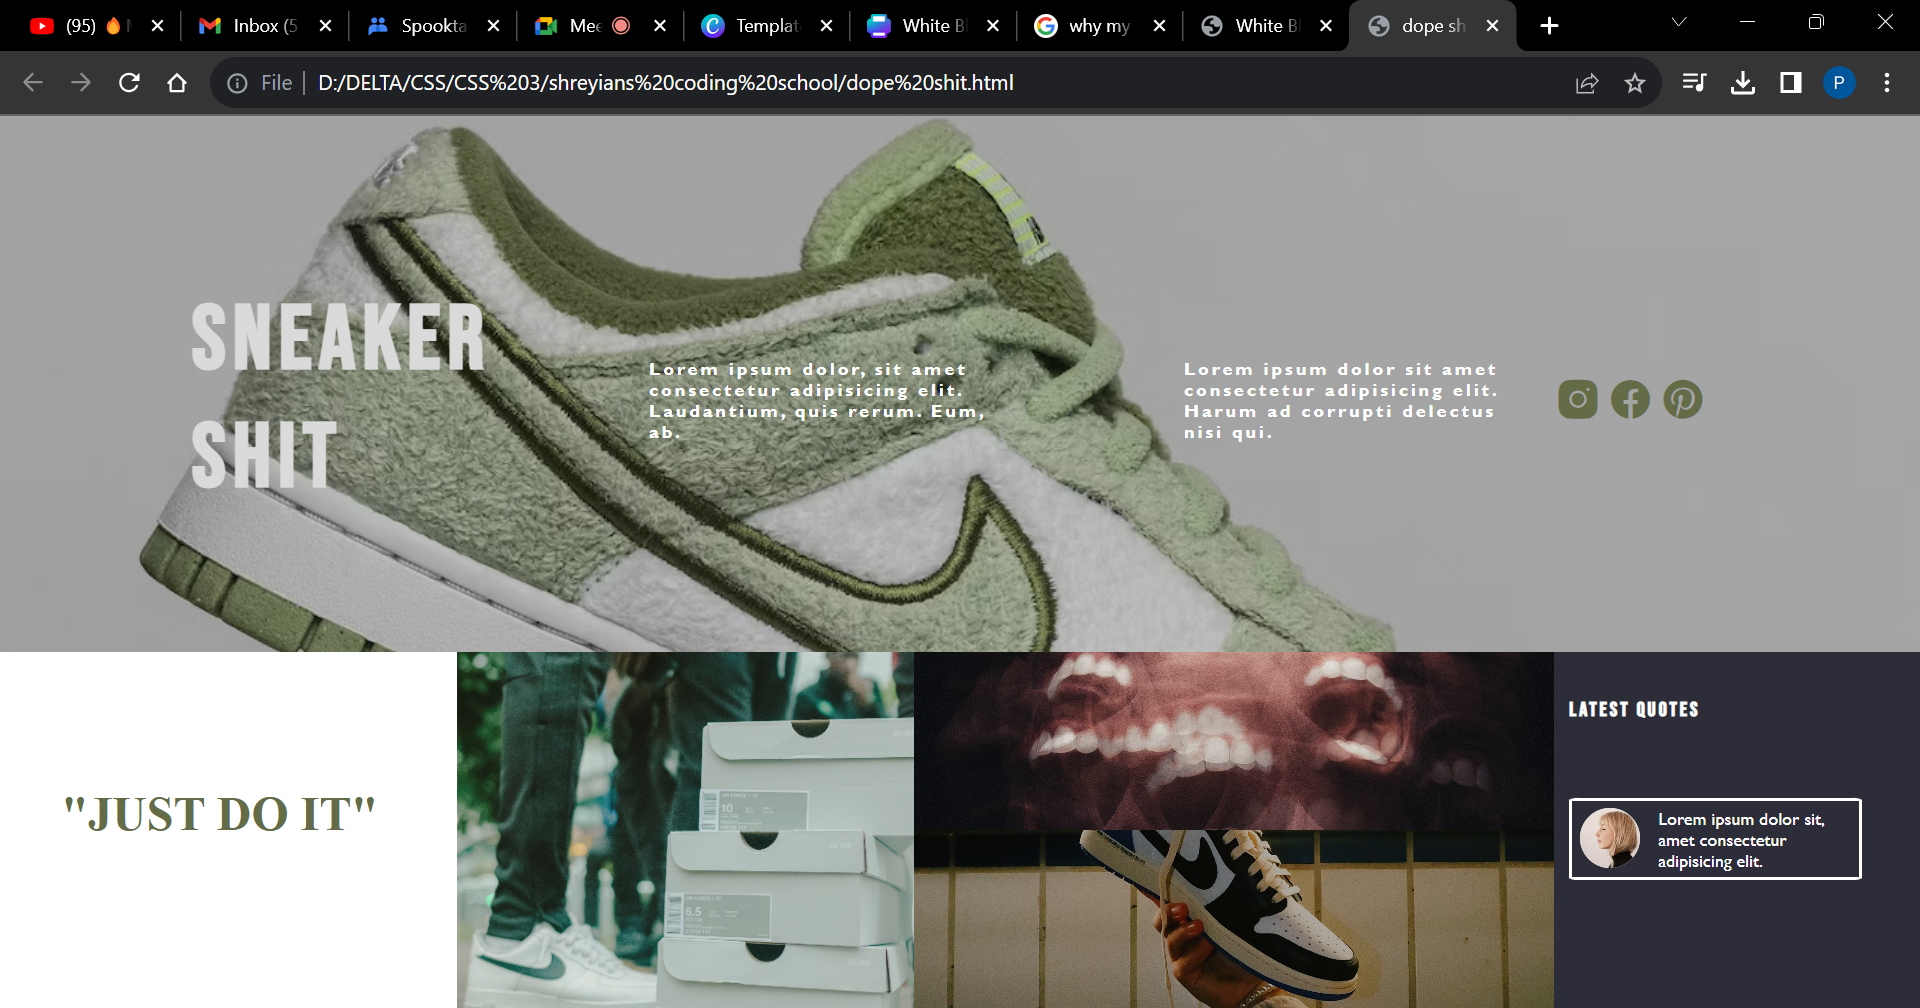 (95)
Inbox (5
Spookta
Mee
Templat
White B
why my
White B
dope sh
File
D:/DELTA/CSS/CSS%203/shreyians%20coding%20school/dope%20shit.html
P
SNEAKER
SHIT
Lorem ipsum dolor, sit amet
consectetur adipisicing elit.
Laudantium, quis rerum. Eum,
ab.
Lorem ipsum dolor sit amet
consectetur adipisicing elit.
Harum ad corrupti delectus
nisi qui.
"JUST DO IT"
10
6.5
LATEST QUOTES
Lorem ipsum dolor sit,
amet consectetur
adipisicing elit.